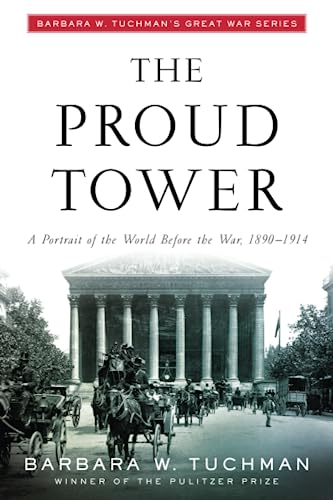 BARBARA W. TUCHMAN'S GREAT WAR SERIES
THE
PROUD
TOWER
A Portrait of the World Before the War, 1890–1914
BARBARA W. TUCHMAN
WINNER OF THE PULITZER PRIZE